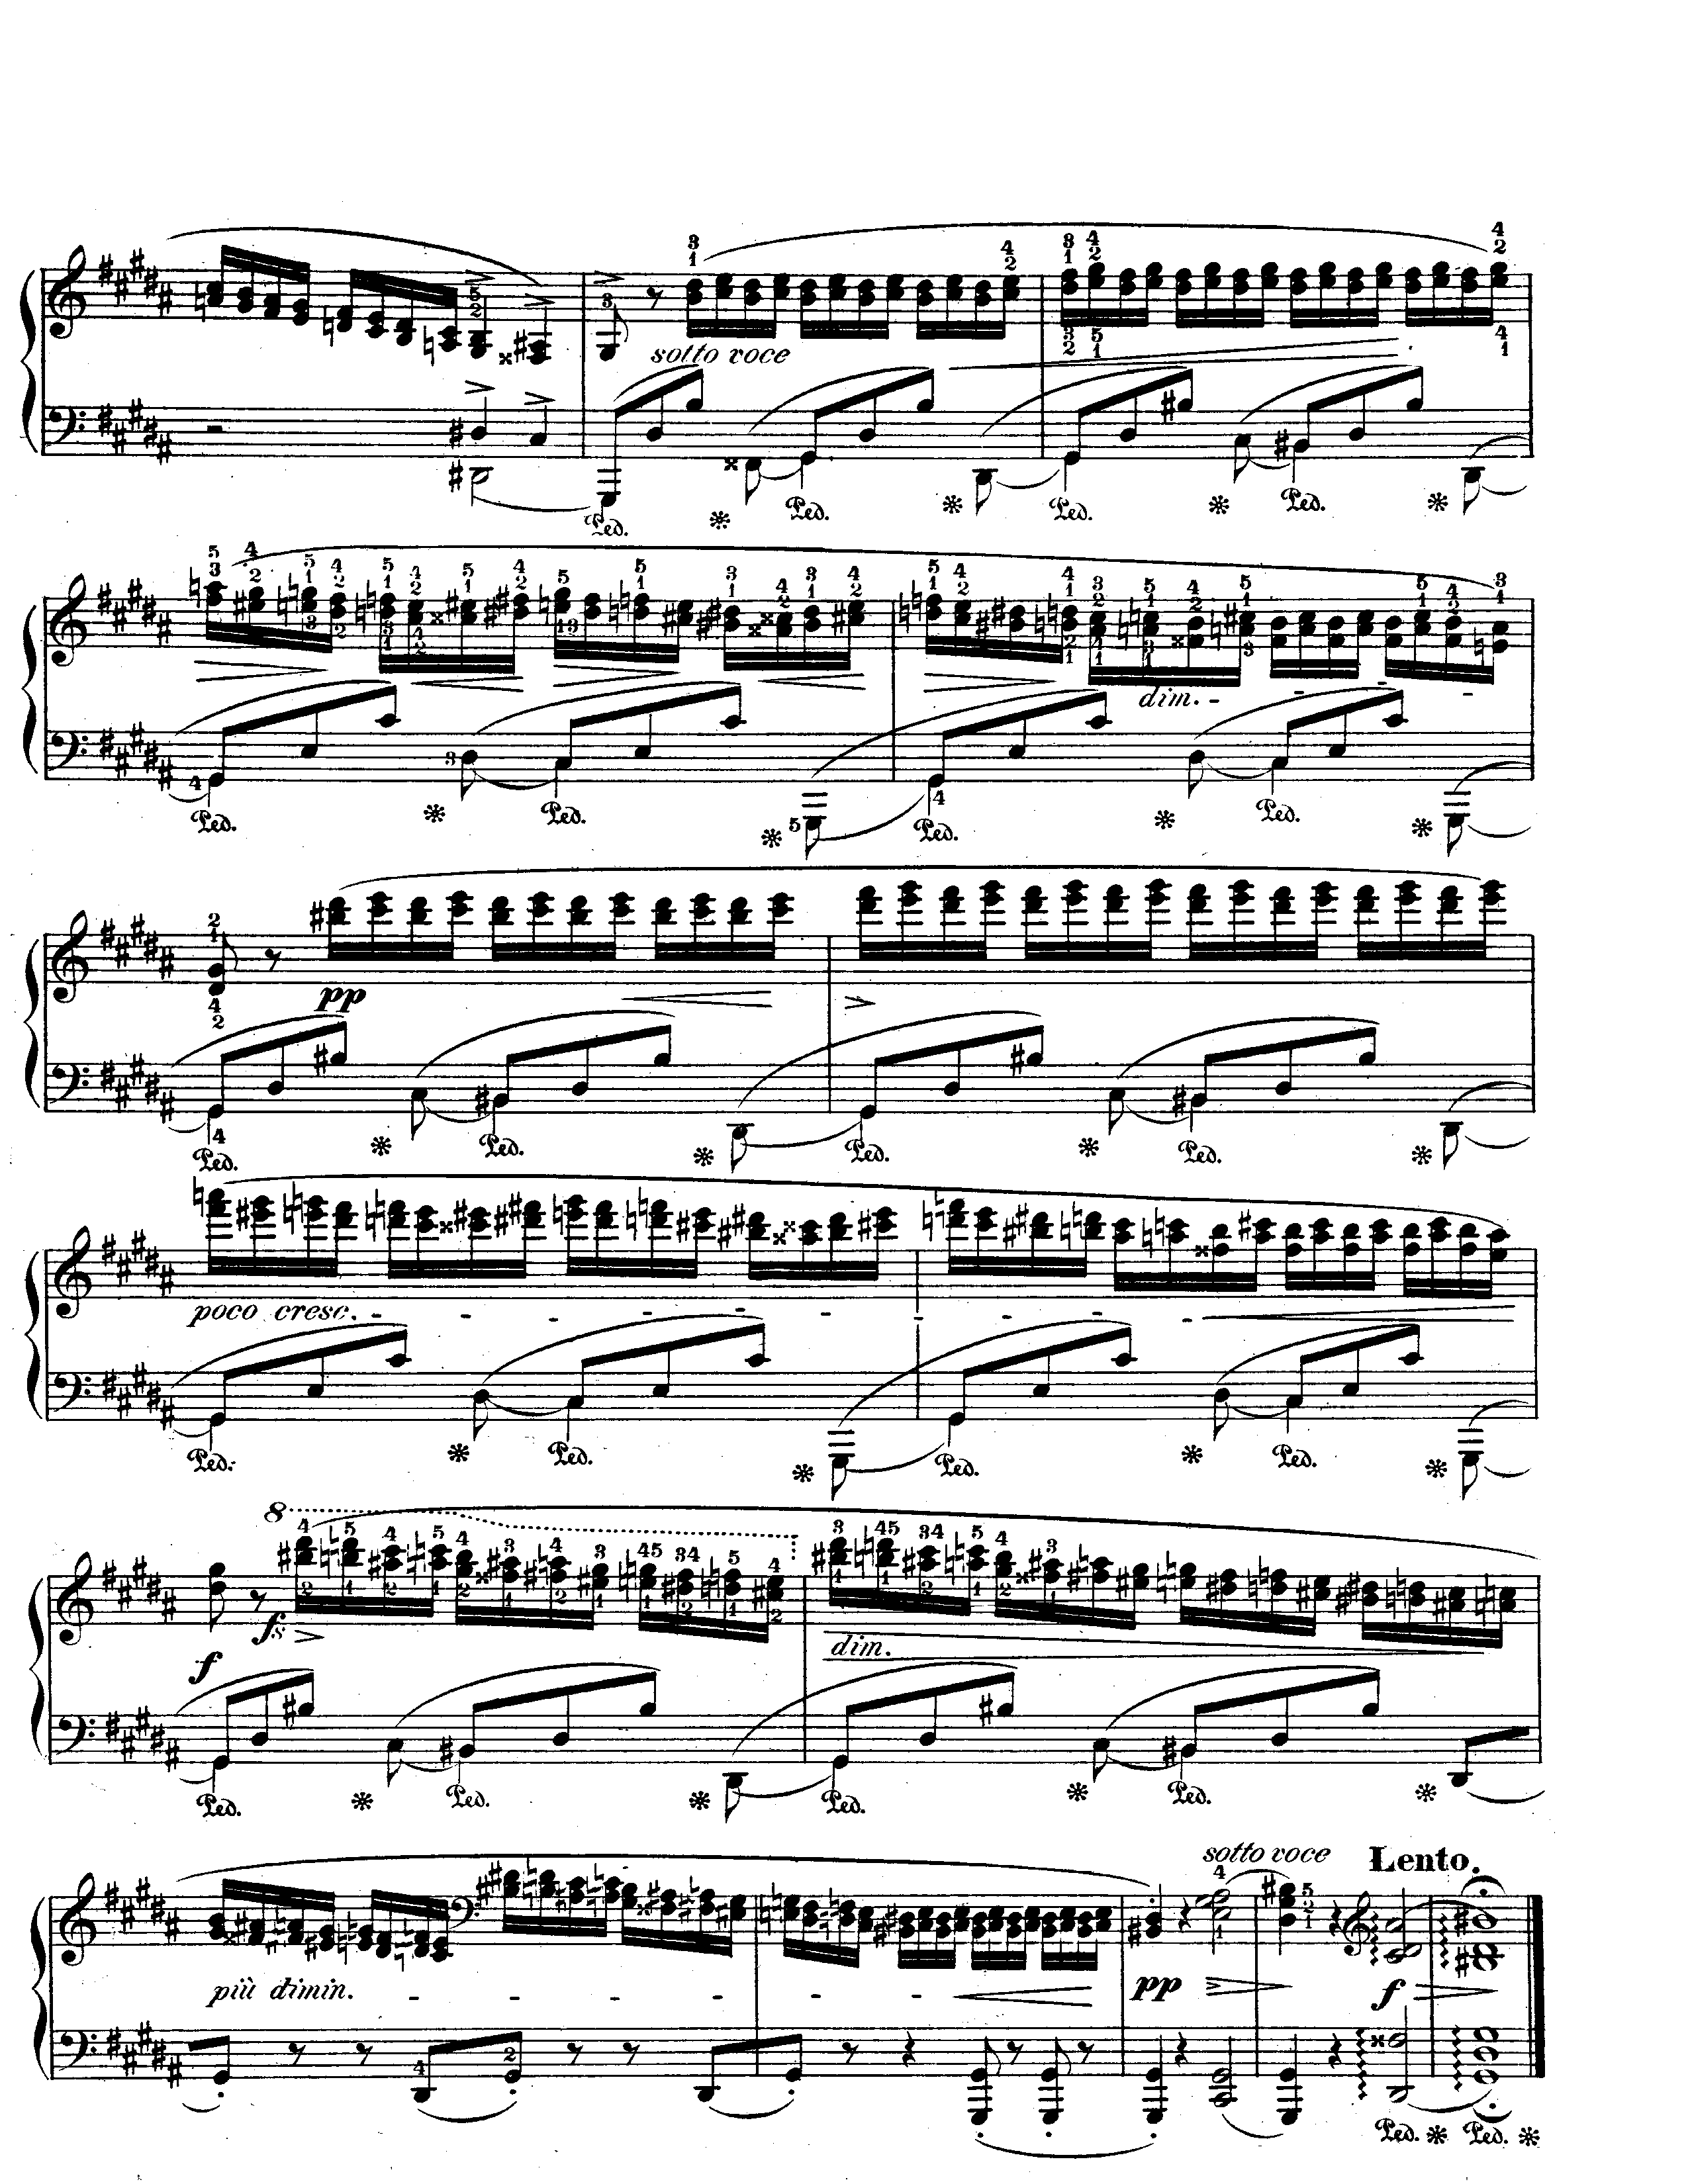 sotto voce
Ped. * Ped. * Ped. * Ped. *
dim. - - - -
Ped. * Ped. * Ped. * Ped. *
pp
Ped. * Ped. * Ped. * Ped. *
poco cresc. - - - - - - - - - -
Ped. * Ped. * Ped. * Ped. *
8
fs
f
dim.
Ped. * Ped. * Ped. * Ped. *
sotto voce Lento.
più dimin. - - - - - - pp f
Ped. * Ped. *